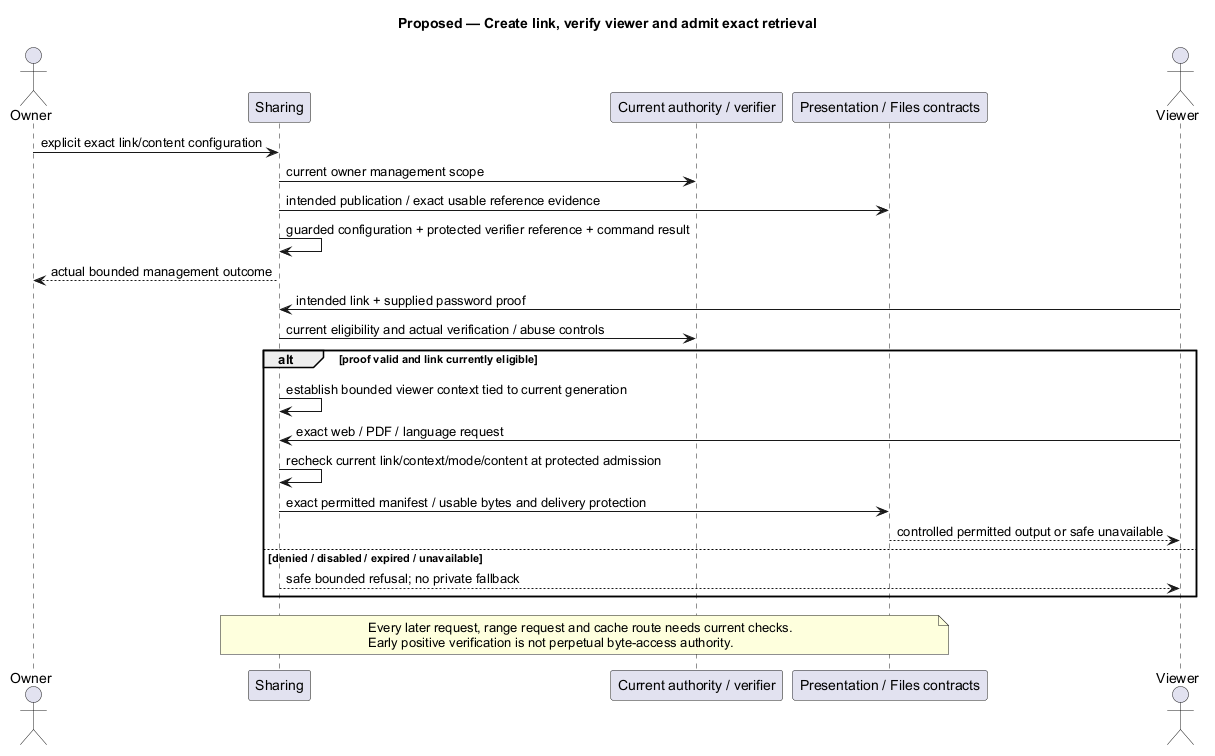 Proposed — Create link, verify viewer and admit exact retrieval
Owner
Sharing
Current authority / verifier
Presentation / Files contracts
Viewer
explicit exact link/content configuration
current owner management scope
intended publication / exact usable reference evidence
guarded configuration + protected verifier reference + command result
actual bounded management outcome
intended link + supplied password proof
current eligibility and actual verification / abuse controls
alt
[proof valid and link currently eligible]
establish bounded viewer context tied to current generation
exact web / PDF / language request
recheck current link/context/mode/content at protected admission
exact permitted manifest / usable bytes and delivery protection
controlled permitted output or safe unavailable
[denied / disabled / expired / unavailable]
safe bounded refusal; no private fallback
Every later request, range request and cache route needs current checks.
Early positive verification is not perpetual byte-access authority.
Owner
Sharing
Current authority / verifier
Presentation / Files contracts
Viewer